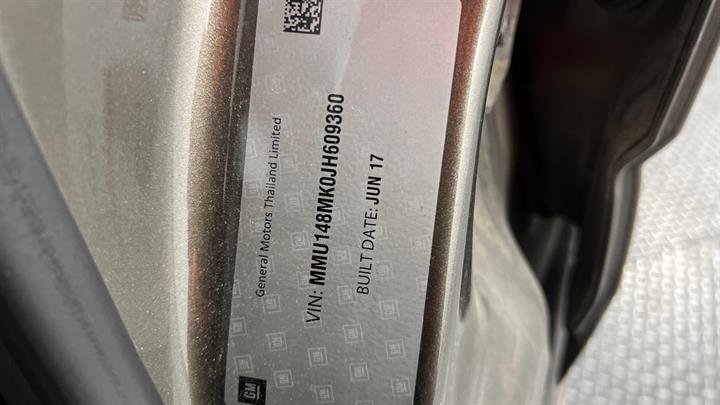 General Motors Thailand Limited
VIN: MMU148MK0JH609360
BUILT DATE: JUN 17
GM